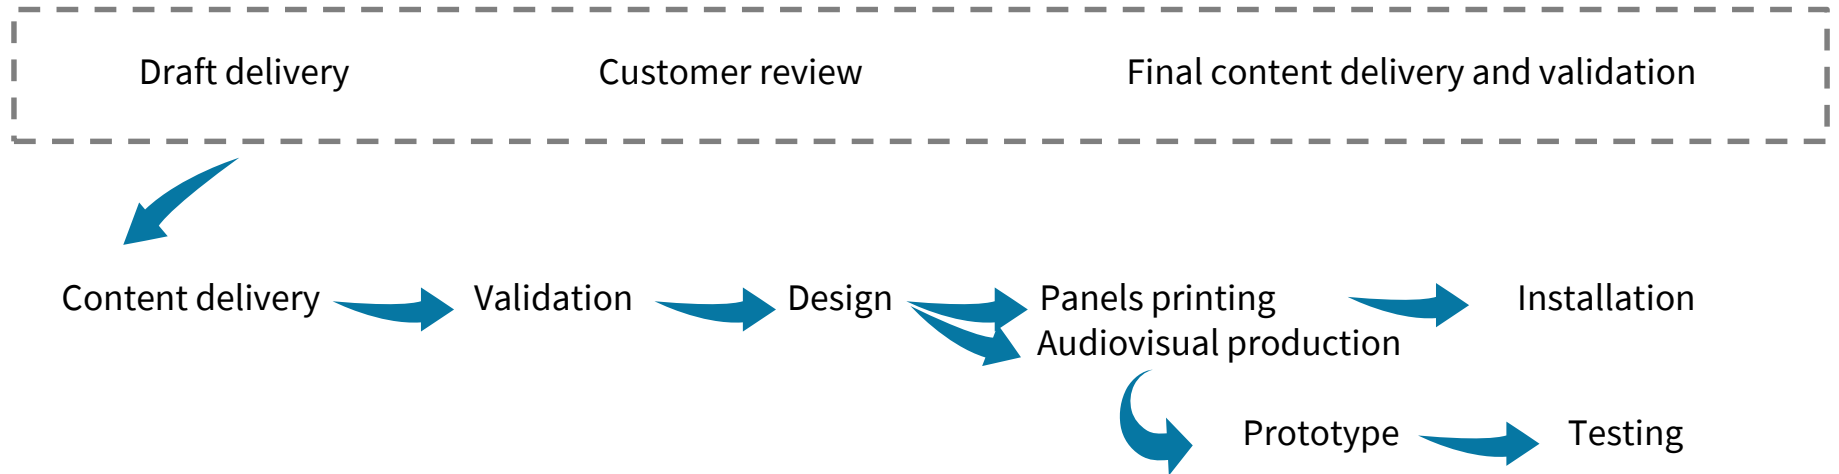 Draft delivery Customer review Final content delivery and validation
Content delivery Validation Design Panels printing Installation
Audiovisual production
Prototype Testing